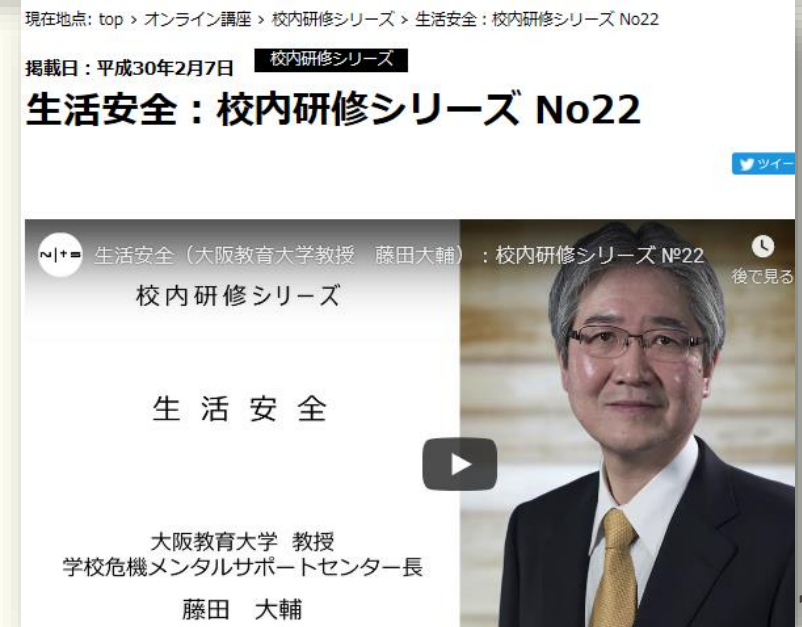 現在地点: top › オンライン講座 › 校内研修シリーズ › 生活安全：校内研修シリーズ No22
掲載日：平成30年2月7日 校内研修シリーズ
生活安全：校内研修シリーズ No22
ツイー
生活安全（大阪教育大学教授　藤田大輔）：校内研修シリーズ №22
後で見る
校内研修シリーズ
生 活 安 全
大阪教育大学 教授
学校危機メンタルサポートセンター長
藤田　大輔